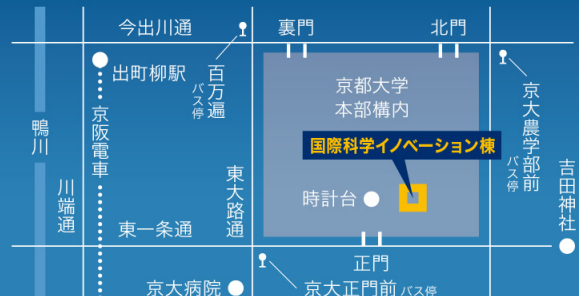 今出川通
裏門
北門
出町柳駅
百万遍
バス停
京都大学
本部構内
国際科学イノベーション棟
京大農学部前
バス停
鴨川
京阪電車
川端通
東大路通
時計台
吉田神社
東一条通
正門
京大病院
京大正門前 バス停